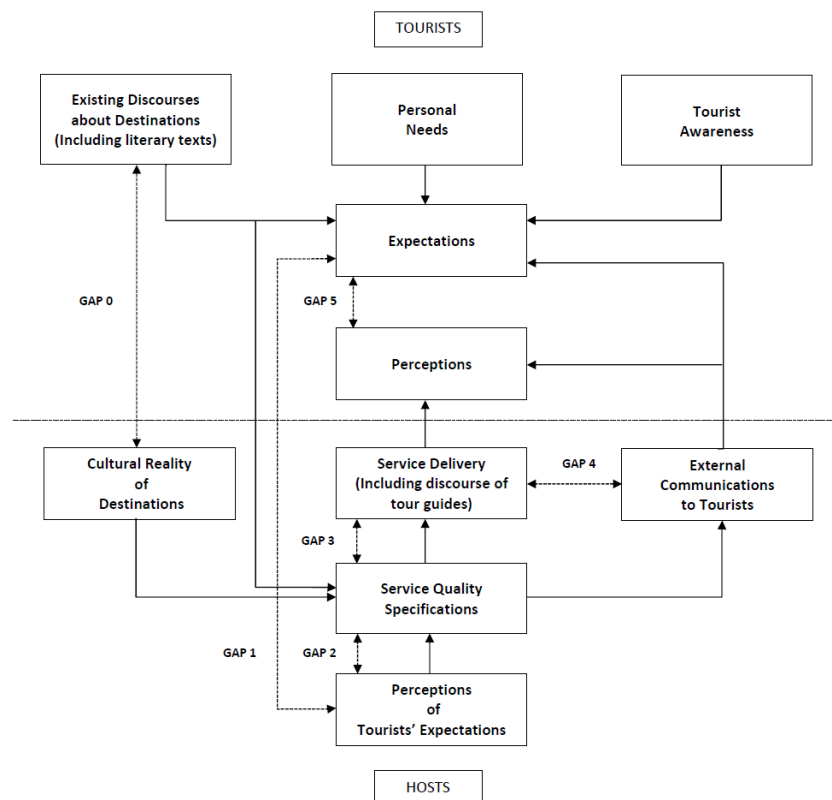 TOURISTS
Existing Discourses
about Destinations
(Including literary texts)
Personal
Needs
Tourist
Awareness
Expectations
GAP 0
GAP 5
Perceptions
Cultural Reality
of
Destinations
Service Delivery
(Including discourse of
tour guides)
GAP 4
External
Communications
to Tourists
GAP 3
Service Quality
Specifications
GAP 1
GAP 2
Perceptions
of
Tourists’ Expectations
HOSTS